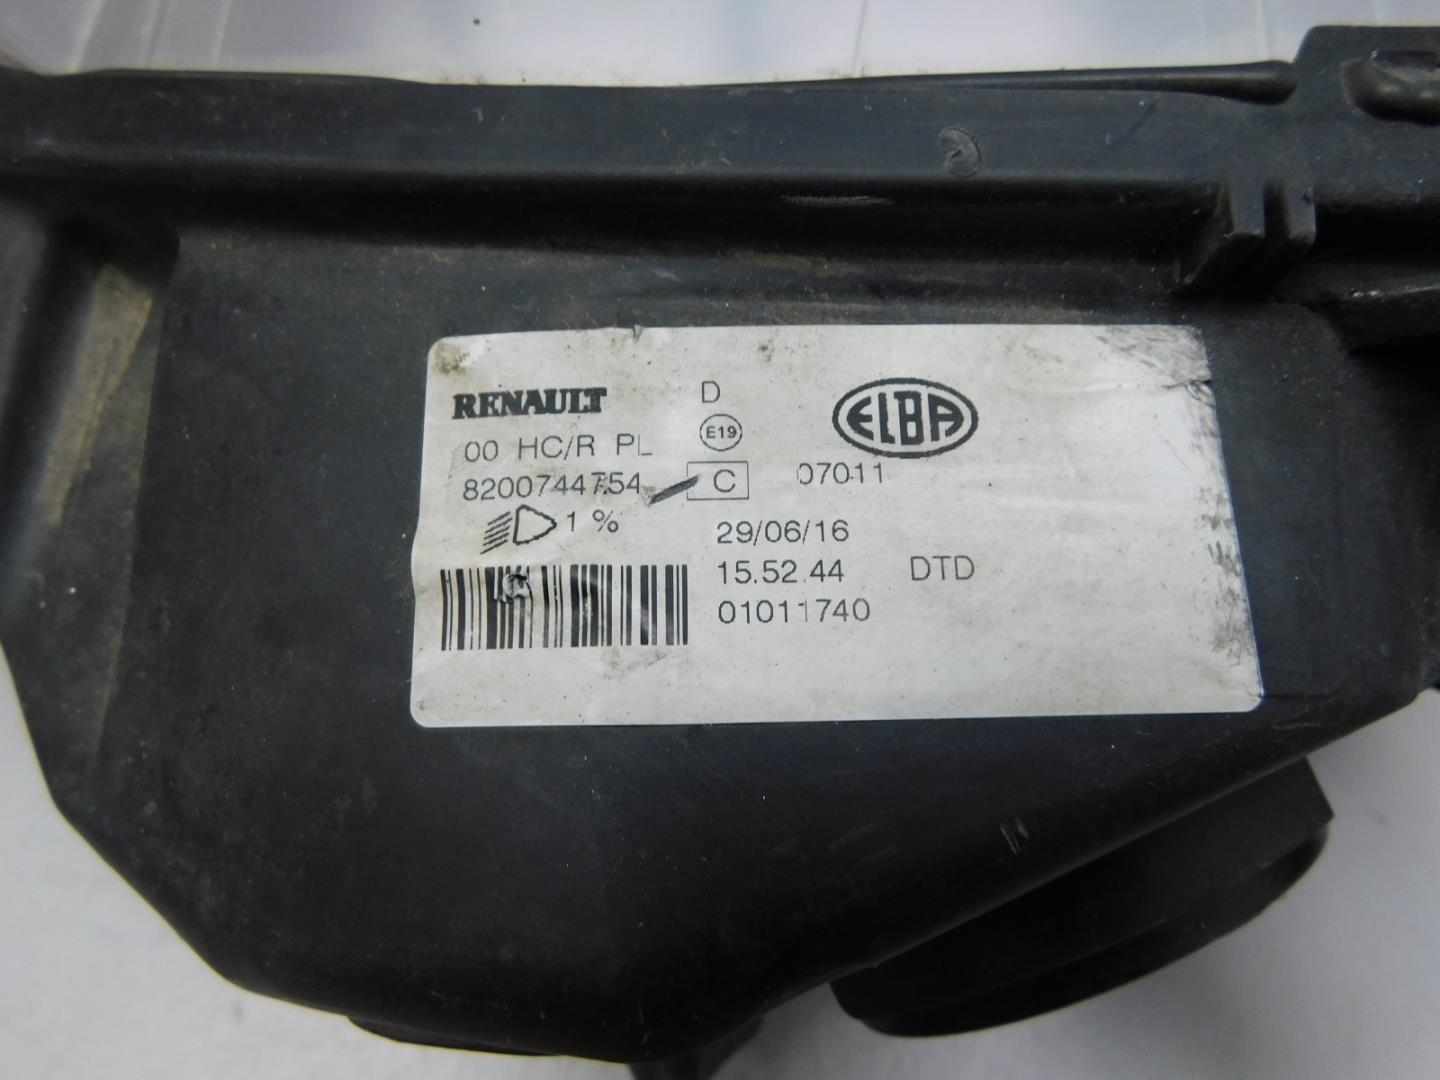 RENAULT D ELBA
00 HC/R PL E19
8200744754 C 07011
1 %
29/06/16
15.52.44 DTD
01011740